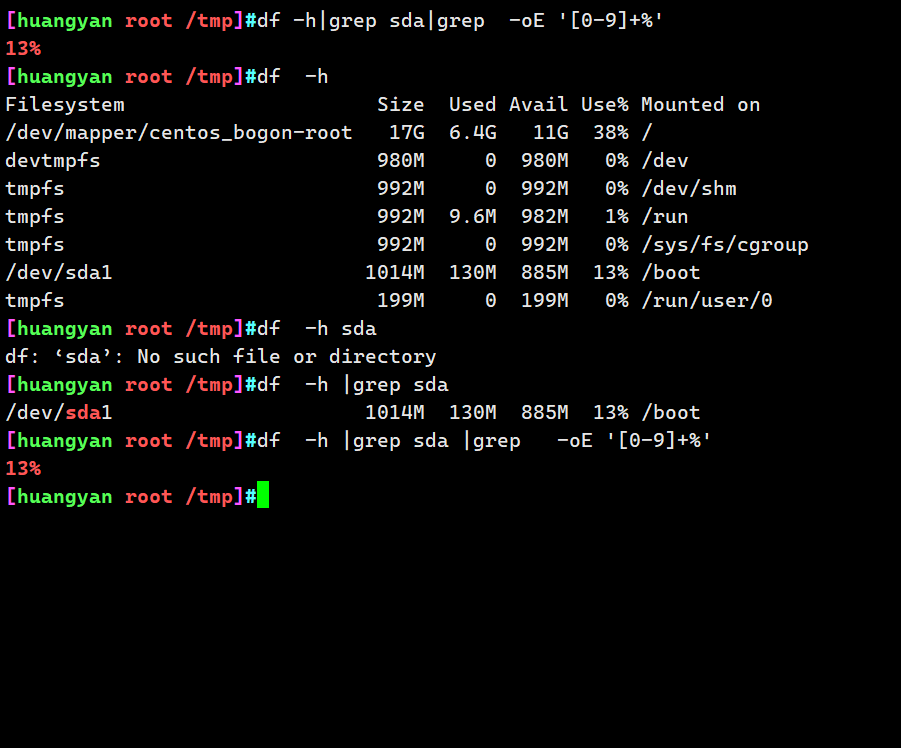 [huangyan root /tmp]#df -h|grep sda|grep  -oE '[0-9]+%'
13%
[huangyan root /tmp]#df  -h
Filesystem                     Size  Used Avail Use% Mounted on
/dev/mapper/centos_bogon-root   17G  6.4G   11G  38% /
devtmpfs                       980M     0  980M   0% /dev
tmpfs                          992M     0  992M   0% /dev/shm
tmpfs                          992M  9.6M  982M   1% /run
tmpfs                          992M     0  992M   0% /sys/fs/cgroup
/dev/sda1                     1014M  130M  885M  13% /boot
tmpfs                          199M     0  199M   0% /run/user/0
[huangyan root /tmp]#df  -h sda
df: ‘sda’: No such file or directory
[huangyan root /tmp]#df  -h |grep sda
/dev/sda1                     1014M  130M  885M  13% /boot
[huangyan root /tmp]#df  -h |grep sda |grep   -oE '[0-9]+%'
13%
[huangyan root /tmp]#